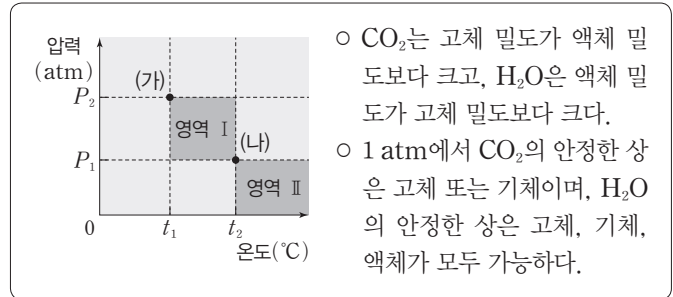 압력
(atm)
P₂
(가)
영역 Ⅰ
(나)
P₁
영역 Ⅱ
0
t₁
t₂
온도(℃)
○ CO₂는 고체 밀도가 액체 밀
도보다 크고, H₂O은 액체 밀
도가 고체 밀도보다 크다.
○ 1 atm에서 CO₂의 안정한 상
은 고체 또는 기체이며, H₂O
의 안정한 상은 고체, 기체,
액체가 모두 가능하다.